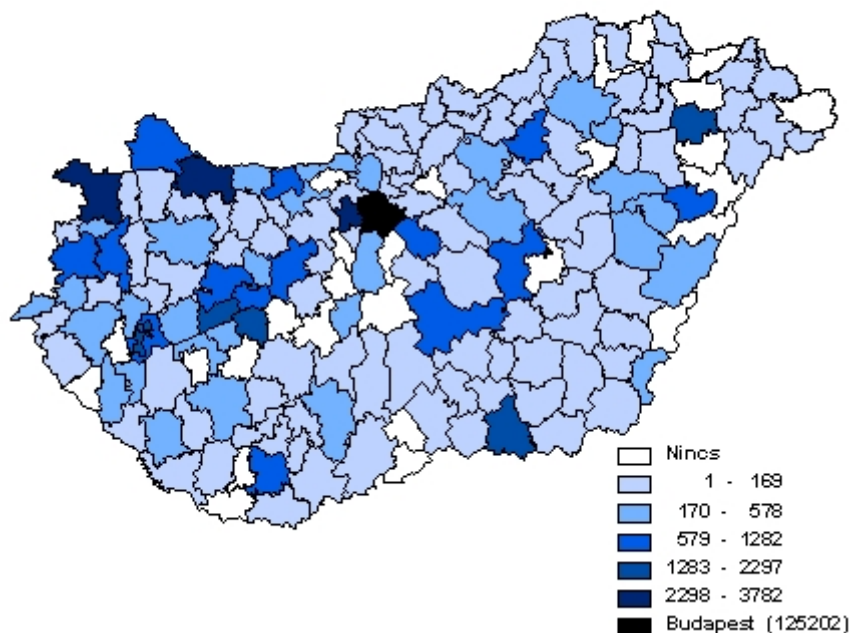 Nincs
1 - 169
170 - 578
579 - 1282
1283 - 2297
2298 - 3782
Budapest (125202)